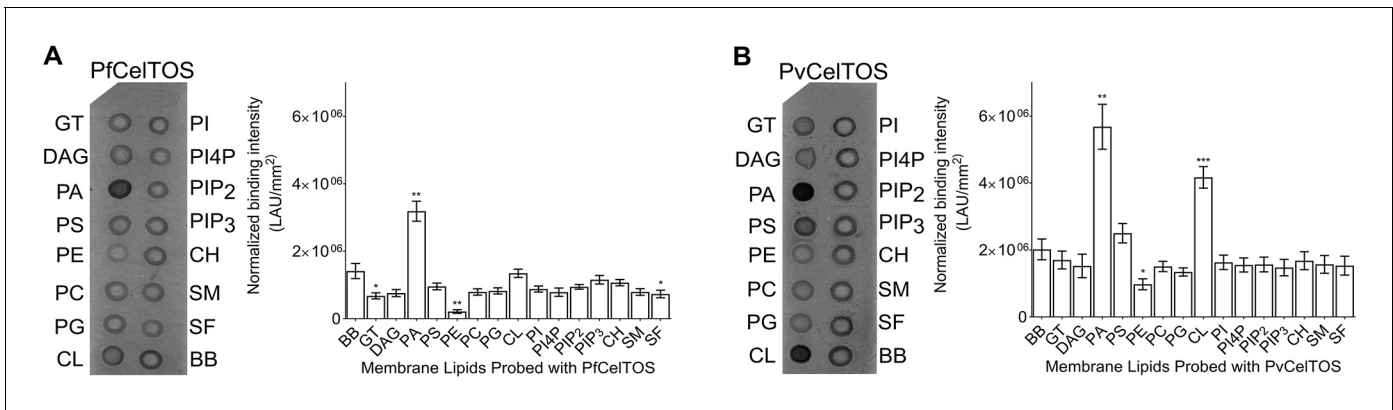 A
PfCelTOS
GT PI
DAG PI4P
PA PIP2
PS PIP3
PE CH
PC SM
PG SF
CL BB
Normalized binding intensity
(LAU/mm2)
6×10^06
4×10^06
2×10^06
0
* ** ** *
BB GT DAG PA PS PE PC PG CL PI PI4P PIP2 PIP3 CH SM SF
Membrane Lipids Probed with PfCelTOS
B
PvCelTOS
GT PI
DAG PI4P
PA PIP2
PS PIP3
PE CH
PC SM
PG SF
CL BB
Normalized binding intensity
(LAU/mm2)
6×10^06
4×10^06
2×10^06
0
** * ***
BB GT DAG PA PS PE PC PG CL PI PI4P PIP2 PIP3 CH SM SF
Membrane Lipids Probed with PvCelTOS